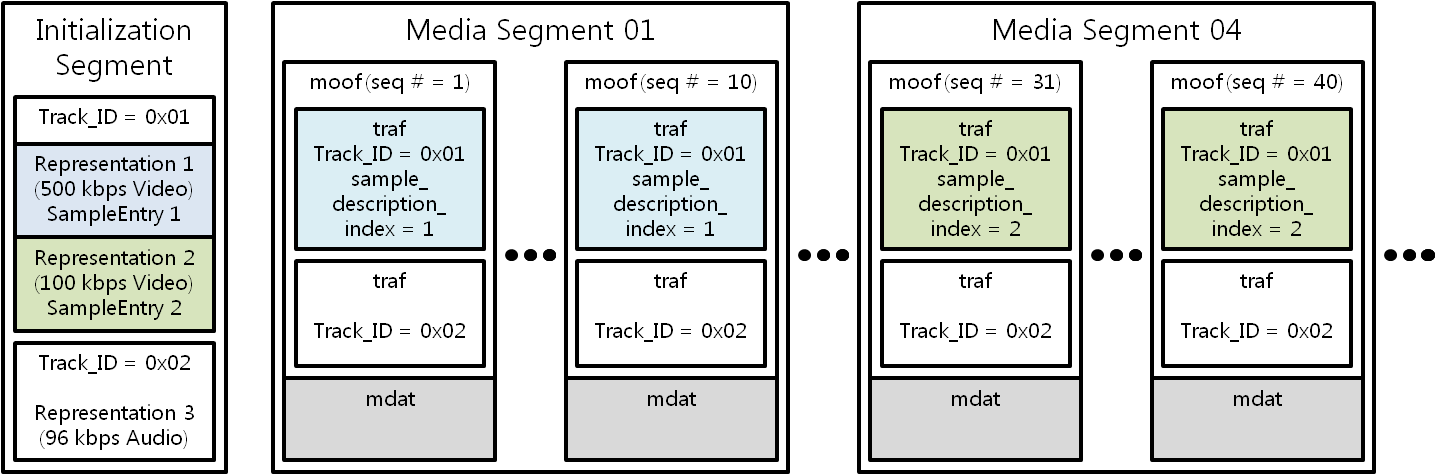 Initialization
Segment
Track_ID = 0x01
Representation 1
(500 kbps Video)
SampleEntry 1
Representation 2
(100 kbps Video)
SampleEntry 2
Track_ID = 0x02
Representation 3
(96 kbps Audio)
Media Segment 01
moof(seq # = 1)
traf
Track_ID = 0x01
sample_
description_
index = 1
traf
Track_ID = 0x02
mdat
moof(seq # = 10)
traf
Track_ID = 0x01
sample_
description_
index = 1
traf
Track_ID = 0x02
mdat
Media Segment 04
moof(seq # = 31)
traf
Track_ID = 0x01
sample_
description_
index = 2
traf
Track_ID = 0x02
mdat
moof(seq # = 40)
traf
Track_ID = 0x01
sample_
description_
index = 2
traf
Track_ID = 0x02
mdat